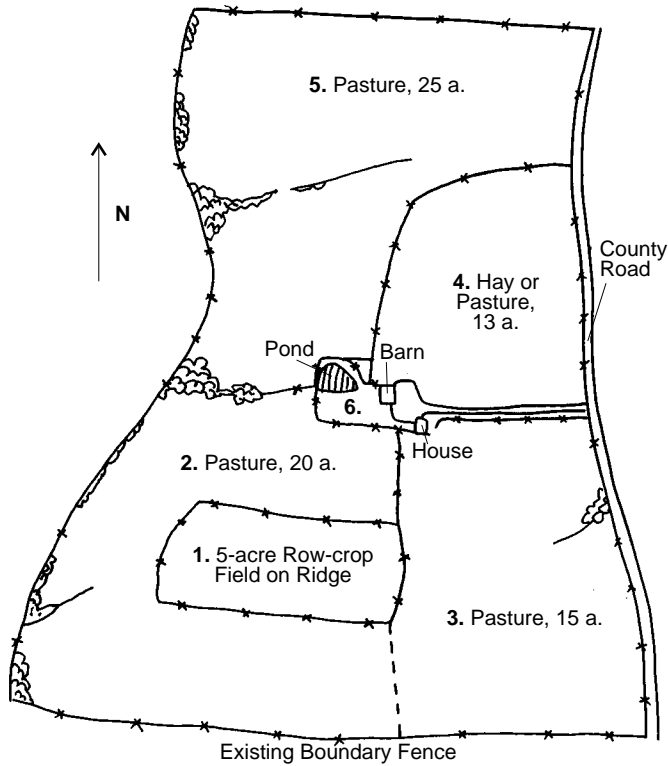 5. Pasture, 25 a.
N
County
Road
4. Hay or
Pasture,
13 a.
Pond
Barn
6.
House
2. Pasture, 20 a.
1. 5-acre Row-crop
Field on Ridge
3. Pasture, 15 a.
Existing Boundary Fence